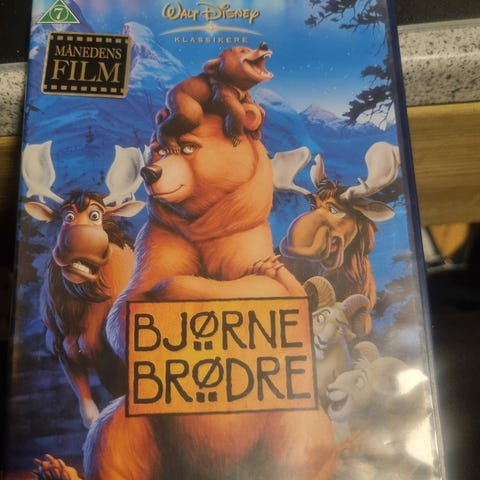 7
WALT DISNEY
KLASSIKERE
MÅNEDENS
FILM
BJØRNE
BRØDRE